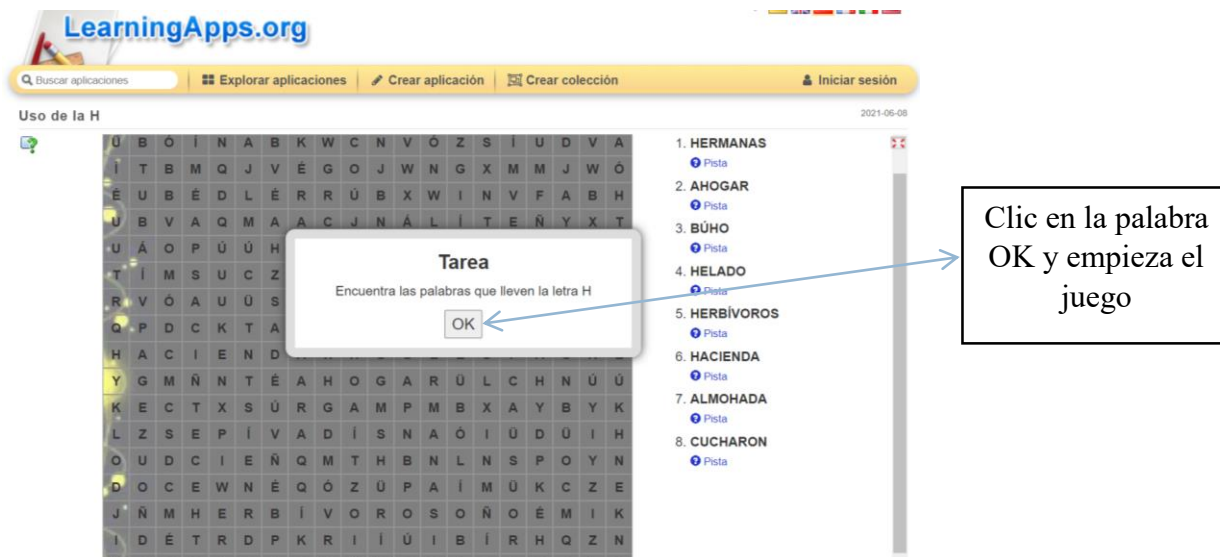 LearningApps.org
Buscar aplicaciones Explorar aplicaciones Crear aplicación Crear colección Iniciar sesión
Uso de la H 2021-06-08
Ü B Ó Í N A B K W C N V Ó Z S Í U D V A
Í T B M Q J V É G O J W N G X M M J W Ó
É U B É D L É R R Ú B X W I N V F A B H
U B V A Q M A A C J N Á L Í T E Ñ Y X T
U Á O P Ú Ú H
T Í M S U C Z
R V Ó A U Ü S
Q P D C K T A
H A C I E N D
Y G M Ñ N T É A H O G A R Ü L C H N Ú Ú
K E C T X S Ú R G A M P M B X A Y B Y K
L Z S E P Í V A D Í S N A Ó I Ü D Ü I H
O U D C I E Ñ Q M T H B N L N S P O Y N
D O C E W N É Q Ó Z Ü P A Í M Ü K C Z E
J Ñ M H E R B Í V O R O S O Ñ O É M I K
I D É T R D P K R I Í Ú I B Í R H Q Z N
Tarea
Encuentra las palabras que lleven la letra H
OK
1. HERMANAS
Pista
2. AHOGAR
Pista
3. BÚHO
Pista
4. HELADO
Pista
5. HERBÍVOROS
Pista
6. HACIENDA
Pista
7. ALMOHADA
Pista
8. CUCHARON
Pista
Clic en la palabra
OK y empieza el
juego